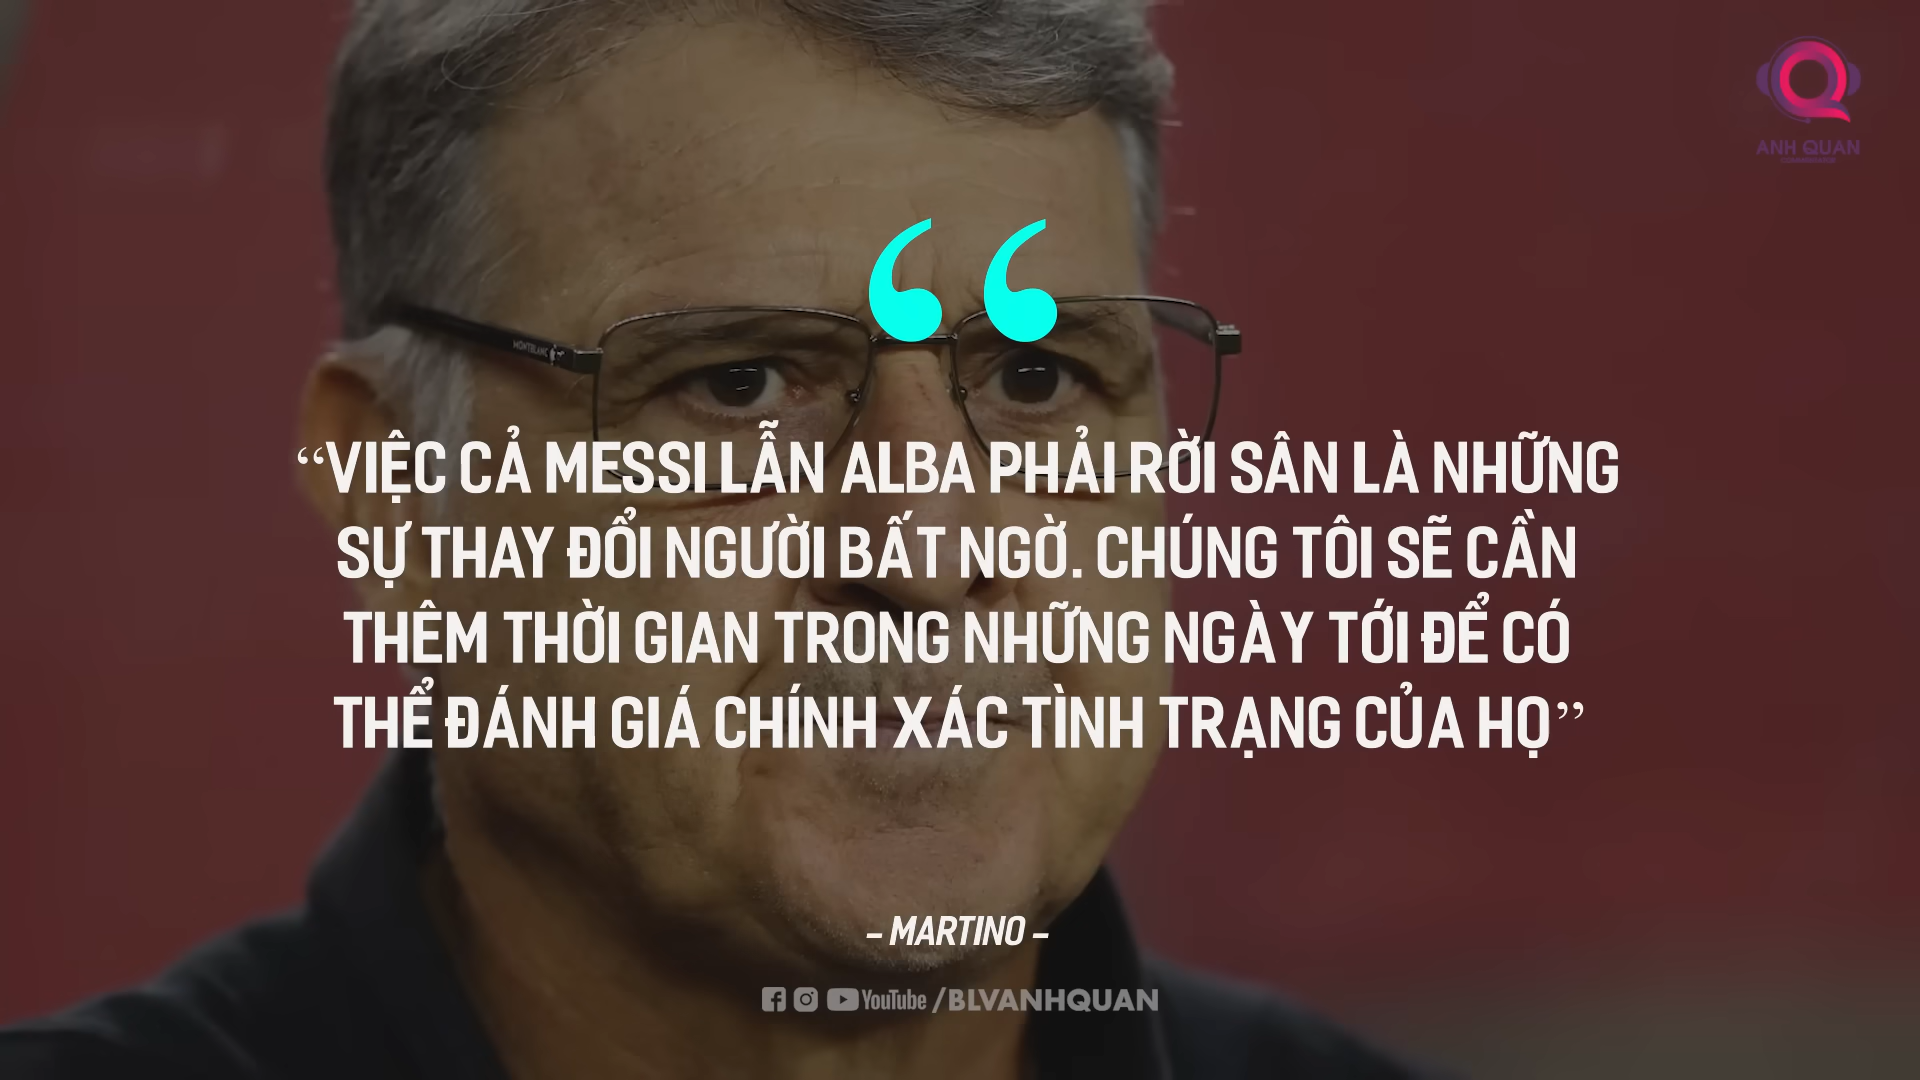 ANH QUAN
MONTBLANC
“VIỆC CẢ MESSI LẪN ALBA PHẢI RỜI SÂN LÀ NHỮNG
SỰ THAY ĐỔI NGƯỜI BẤT NGỜ. CHÚNG TÔI SẼ CẦN
THÊM THỜI GIAN TRONG NHỮNG NGÀY TỚI ĐỂ CÓ
THỂ ĐÁNH GIÁ CHÍNH XÁC TÌNH TRẠNG CỦA HỌ”
– MARTINO –
YouTube /BLVANHQUAN